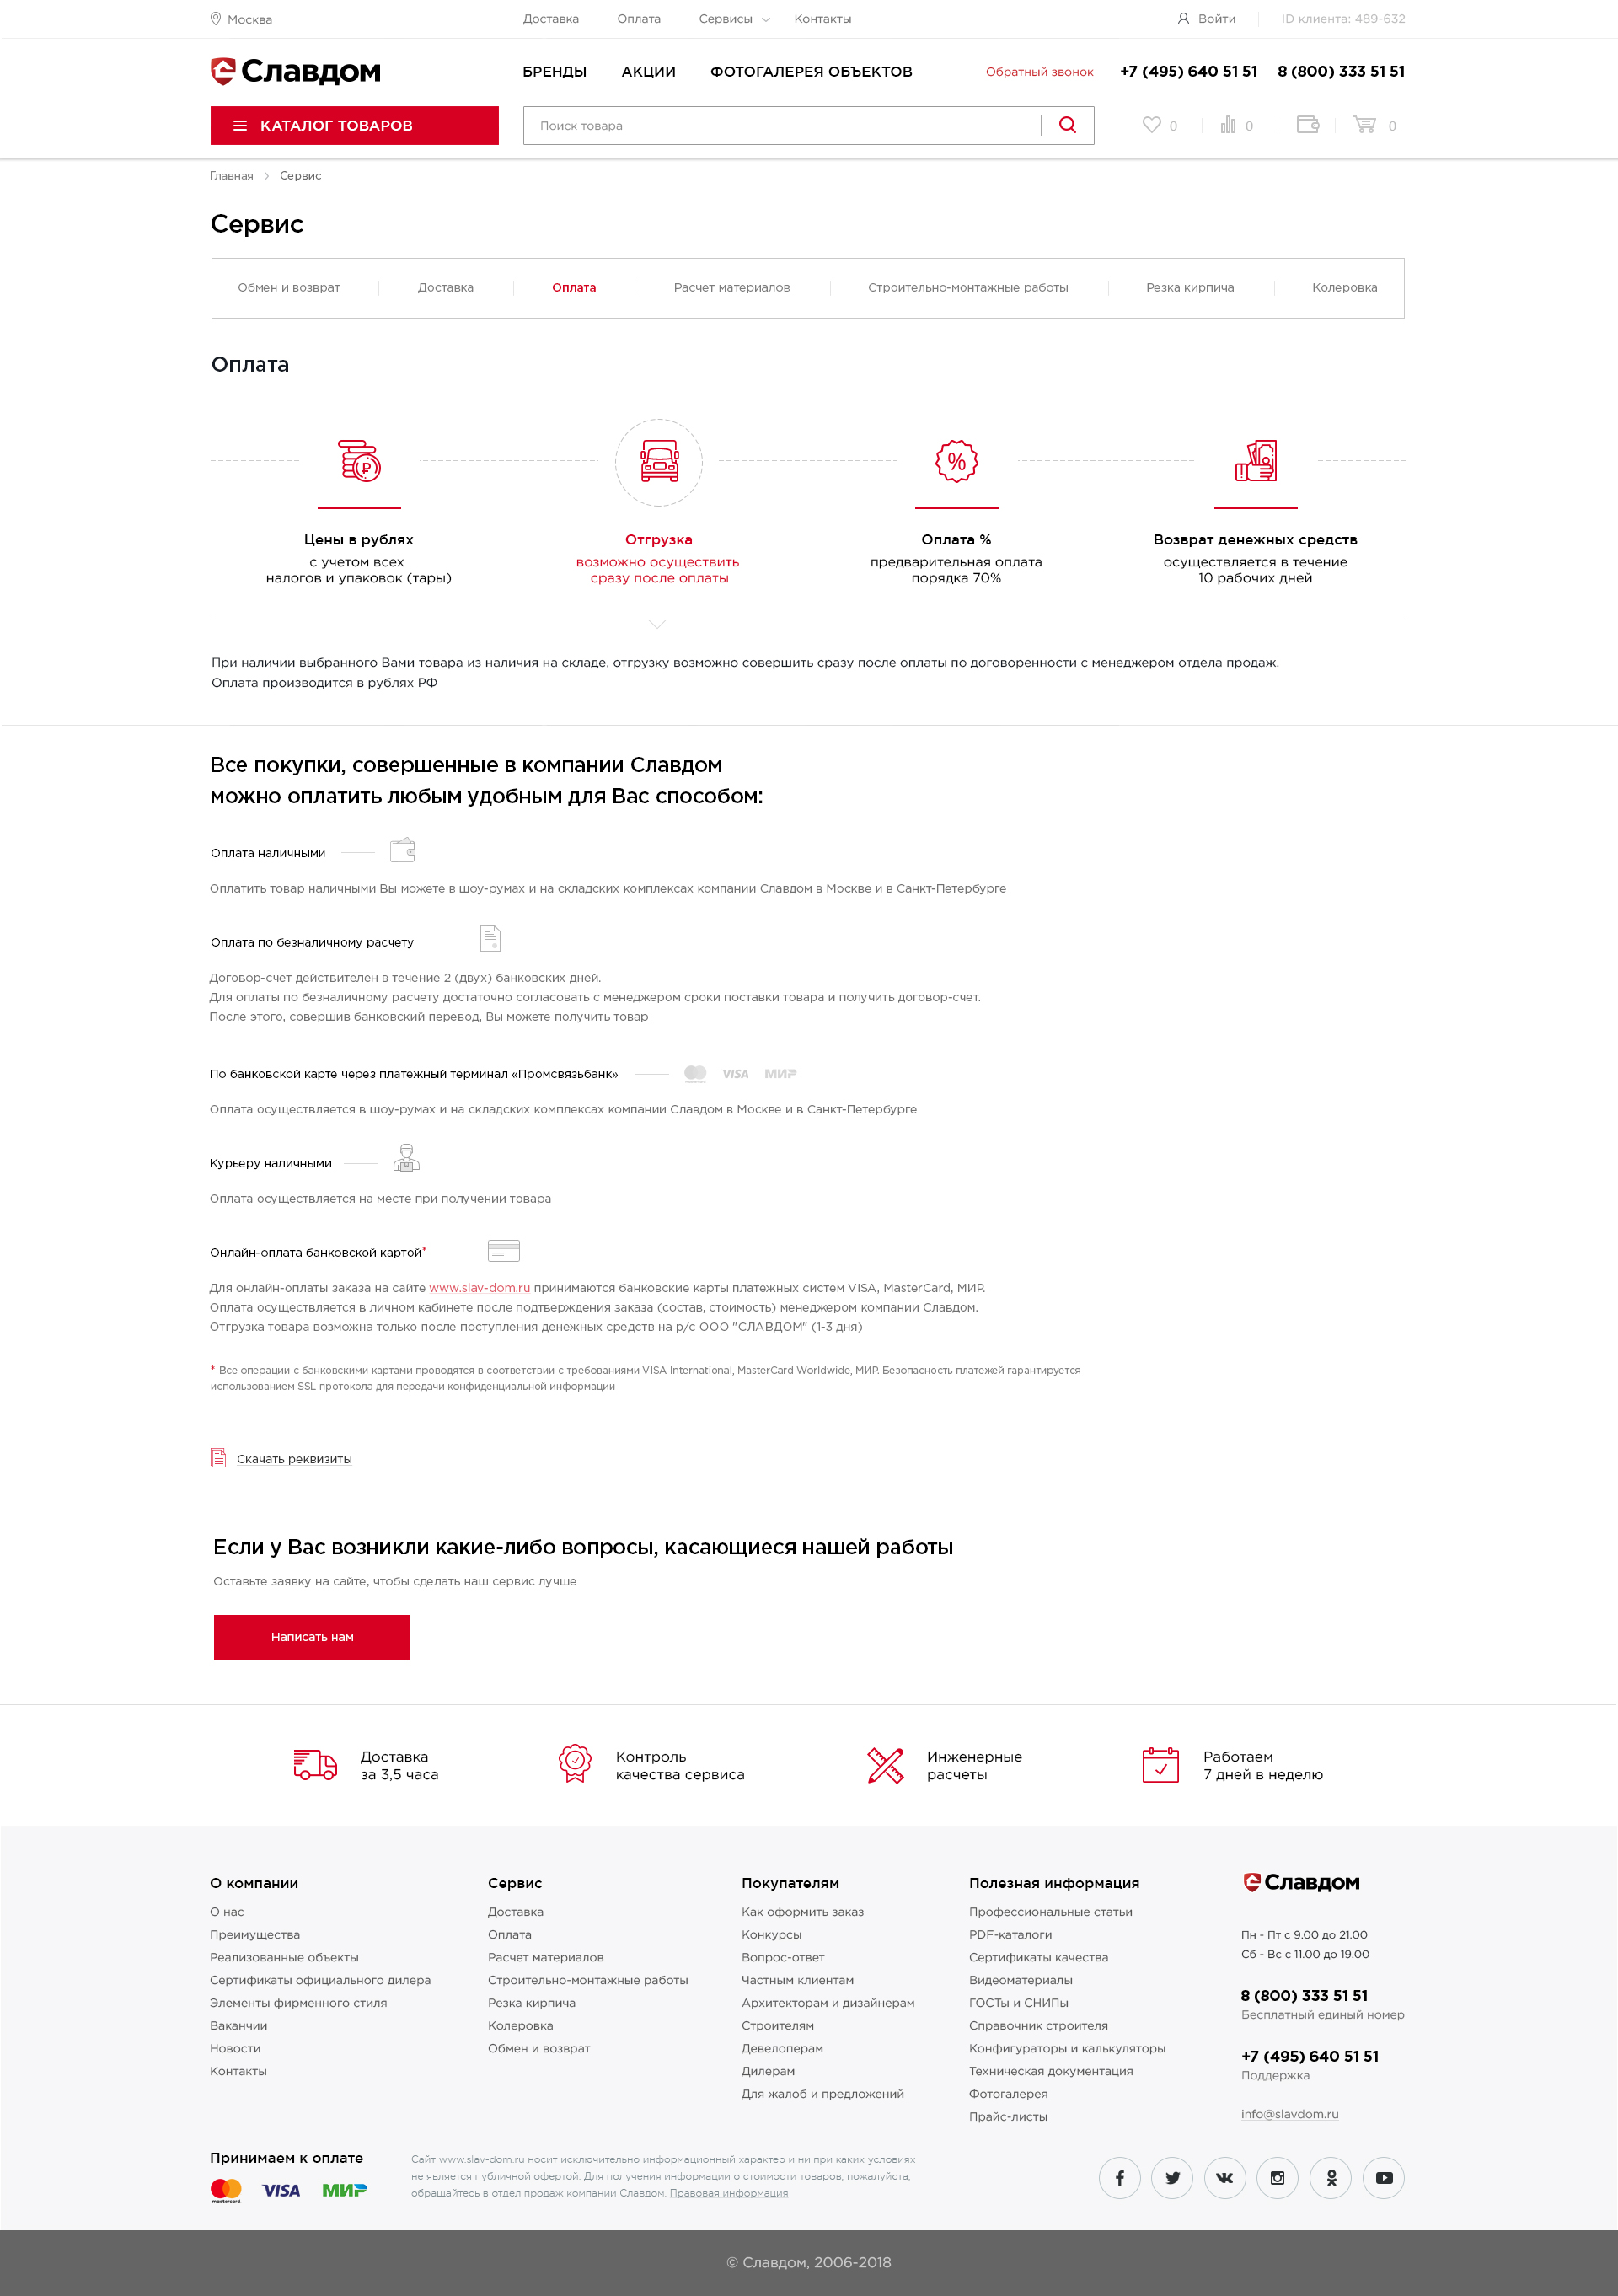 Москва
Доставка
Оплата
Сервисы
Контакты
Войти
ID клиента: 489-632
Славдом
БРЕНДЫ
АКЦИИ
ФОТОГАЛЕРЕЯ ОБЪЕКТОВ
Обратный звонок
+7 (495) 640 51 51
8 (800) 333 51 51
КАТАЛОГ ТОВАРОВ
Поиск товара
0
0
0
Главная
Сервис
Сервис
Обмен и возврат
Доставка
Оплата
Расчет материалов
Строительно-монтажные работы
Резка кирпича
Колеровка
Оплата
Цены в рублях
с учетом всех
налогов и упаковок (тары)
Отгрузка
возможно осуществить
сразу после оплаты
%
Оплата %
предварительная оплата
порядка 70%
Возврат денежных средств
осуществляется в течение
10 рабочих дней
При наличии выбранного Вами товара из наличия на складе, отгрузку возможно совершить сразу после оплаты по договоренности с менеджером отдела продаж.
Оплата производится в рублях РФ
Все покупки, совершенные в компании Славдом
можно оплатить любым удобным для Вас способом:
Оплата наличными
Оплатить товар наличными Вы можете в шоу-румах и на складских комплексах компании Славдом в Москве и в Санкт-Петербурге
Оплата по безналичному расчету
Договор-счет действителен в течение 2 (двух) банковских дней.
Для оплаты по безналичному расчету достаточно согласовать с менеджером сроки поставки товара и получить договор-счет.
После этого, совершив банковский перевод, Вы можете получить товар
По банковской карте через платежный терминал «Промсвязьбанк»
VISA
МИР
Оплата осуществляется в шоу-румах и на складских комплексах компании Славдом в Москве и в Санкт-Петербурге
Курьеру наличными
Оплата осуществляется на месте при получении товара
Онлайн-оплата банковской картой*
Для онлайн-оплаты заказа на сайте www.slav-dom.ru принимаются банковские карты платежных систем VISA, MasterCard, МИР.
Оплата осуществляется в личном кабинете после подтверждения заказа (состав, стоимость) менеджером компании Славдом.
Отгрузка товара возможна только после поступления денежных средств на р/с ООО "СЛАВДОМ" (1-3 дня)
* Все операции с банковскими картами проводятся в соответствии с требованиями VISA International, MasterCard Worldwide, МИР. Безопасность платежей гарантируется
использованием SSL протокола для передачи конфиденциальной информации
Скачать реквизиты
Если у Вас возникли какие-либо вопросы, касающиеся нашей работы
Оставьте заявку на сайте, чтобы сделать наш сервис лучше
Написать нам
Доставка
за 3,5 часа
Контроль
качества сервиса
Инженерные
расчеты
Работаем
7 дней в неделю
О компании
О нас
Преимущества
Реализованные объекты
Сертификаты официального дилера
Элементы фирменного стиля
Ваканчии
Новости
Контакты
Сервис
Доставка
Оплата
Расчет материалов
Строительно-монтажные работы
Резка кирпича
Колеровка
Обмен и возврат
Покупателям
Как оформить заказ
Конкурсы
Вопрос-ответ
Частным клиентам
Архитекторам и дизайнерам
Строителям
Девелоперам
Дилерам
Для жалоб и предложений
Полезная информация
Профессиональные статьи
PDF-каталоги
Сертификаты качества
Видеоматериалы
ГОСТы и СНИПы
Справочник строителя
Конфигураторы и калькуляторы
Техническая документация
Фотогалерея
Прайс-листы
Славдом
Пн - Пт с 9.00 до 21.00
Сб - Вс с 11.00 до 19.00
8 (800) 333 51 51
Бесплатный единый номер
+7 (495) 640 51 51
Поддержка
info@slavdom.ru
Принимаем к оплате
mastercard
VISA
МИР
Сайт www.slav-dom.ru носит исключительно информационный характер и ни при каких условиях
не является публичной офертой. Для получения информации о стоимости товаров, пожалуйста,
обращайтесь в отдел продаж компании Славдом. Правовая информация
© Славдом, 2006-2018